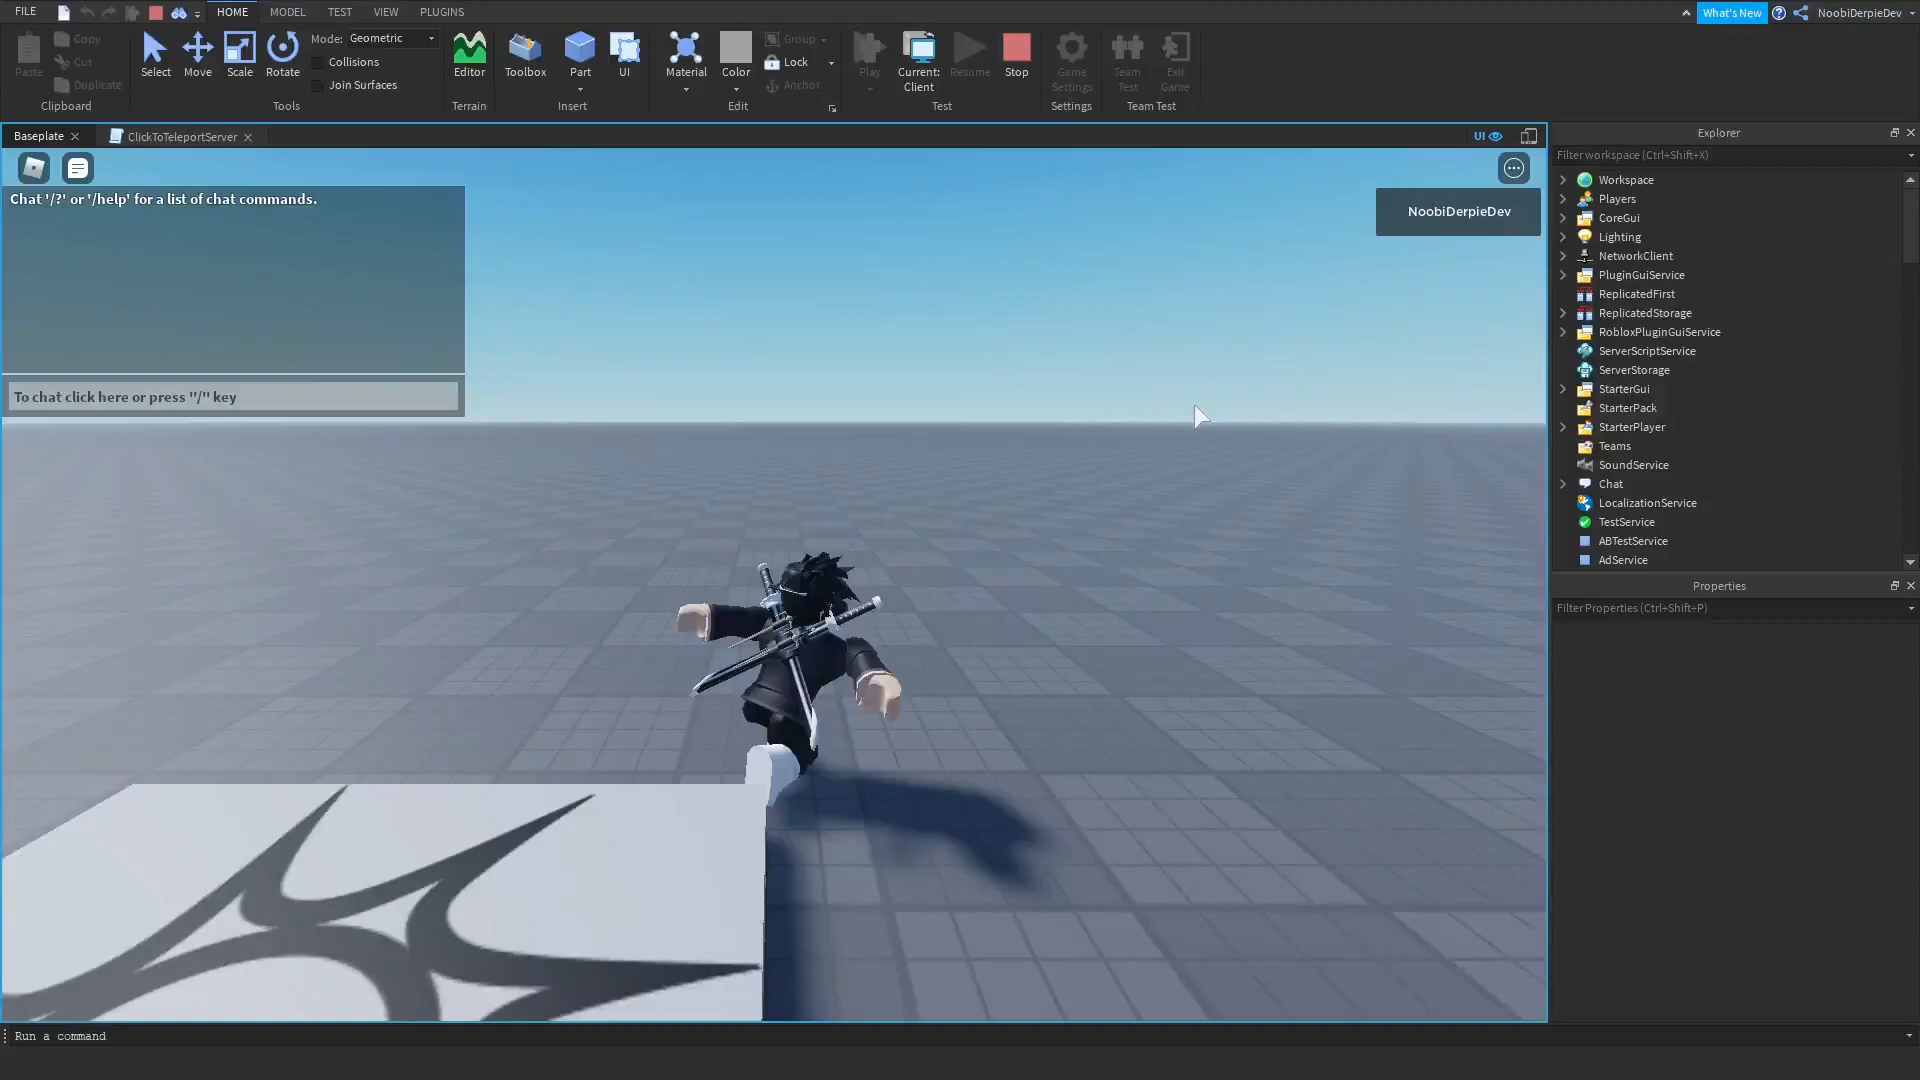 FILE
HOME
MODEL
TEST
VIEW
PLUGINS
What's New
NoobiDerpieDev
Paste
Copy
Cut
Duplicate
Clipboard
Select
Move
Scale
Rotate
Mode: Geometric
Collisions
Join Surfaces
Tools
Editor
Terrain
Toolbox
Part
UI
Insert
Material
Color
Group
Lock
Anchor
Edit
Play
Current:
Client
Resume
Stop
Test
Game
Settings
Settings
Team
Test
Exit
Game
Team Test
Baseplate
ClickToTeleportServer
UI
Chat '/?' or '/help' for a list of chat commands.
To chat click here or press "/" key
NoobiDerpieDev
Explorer
Filter workspace (Ctrl+Shift+X)
Workspace
Players
CoreGui
Lighting
NetworkClient
PluginGuiService
ReplicatedFirst
ReplicatedStorage
RobloxPluginGuiService
ServerScriptService
ServerStorage
StarterGui
StarterPack
StarterPlayer
Teams
SoundService
Chat
LocalizationService
TestService
ABTestService
AdService
Properties
Filter Properties (Ctrl+Shift+P)
Run a command